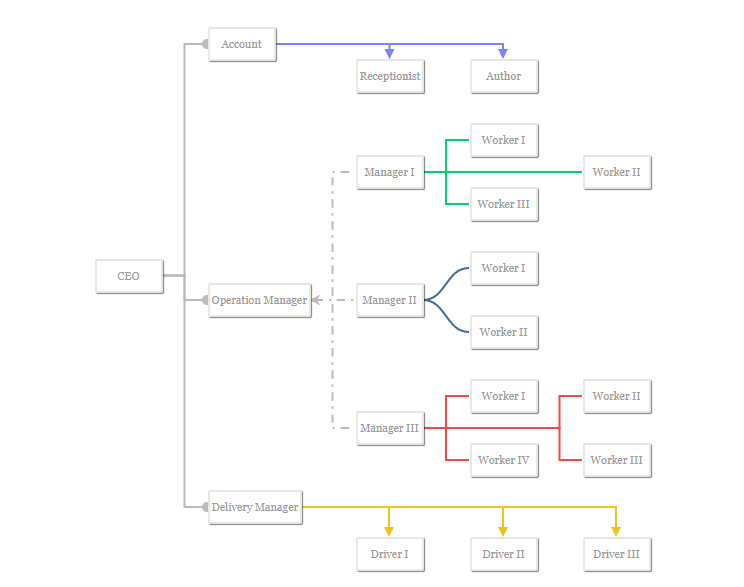 Account
Receptionist
Author
Worker I
Manager I
Worker II
Worker III
CEO
Operation Manager
Worker I
Manager II
Worker II
Worker I
Worker II
Manager III
Worker IV
Worker III
Delivery Manager
Driver I
Driver II
Driver III